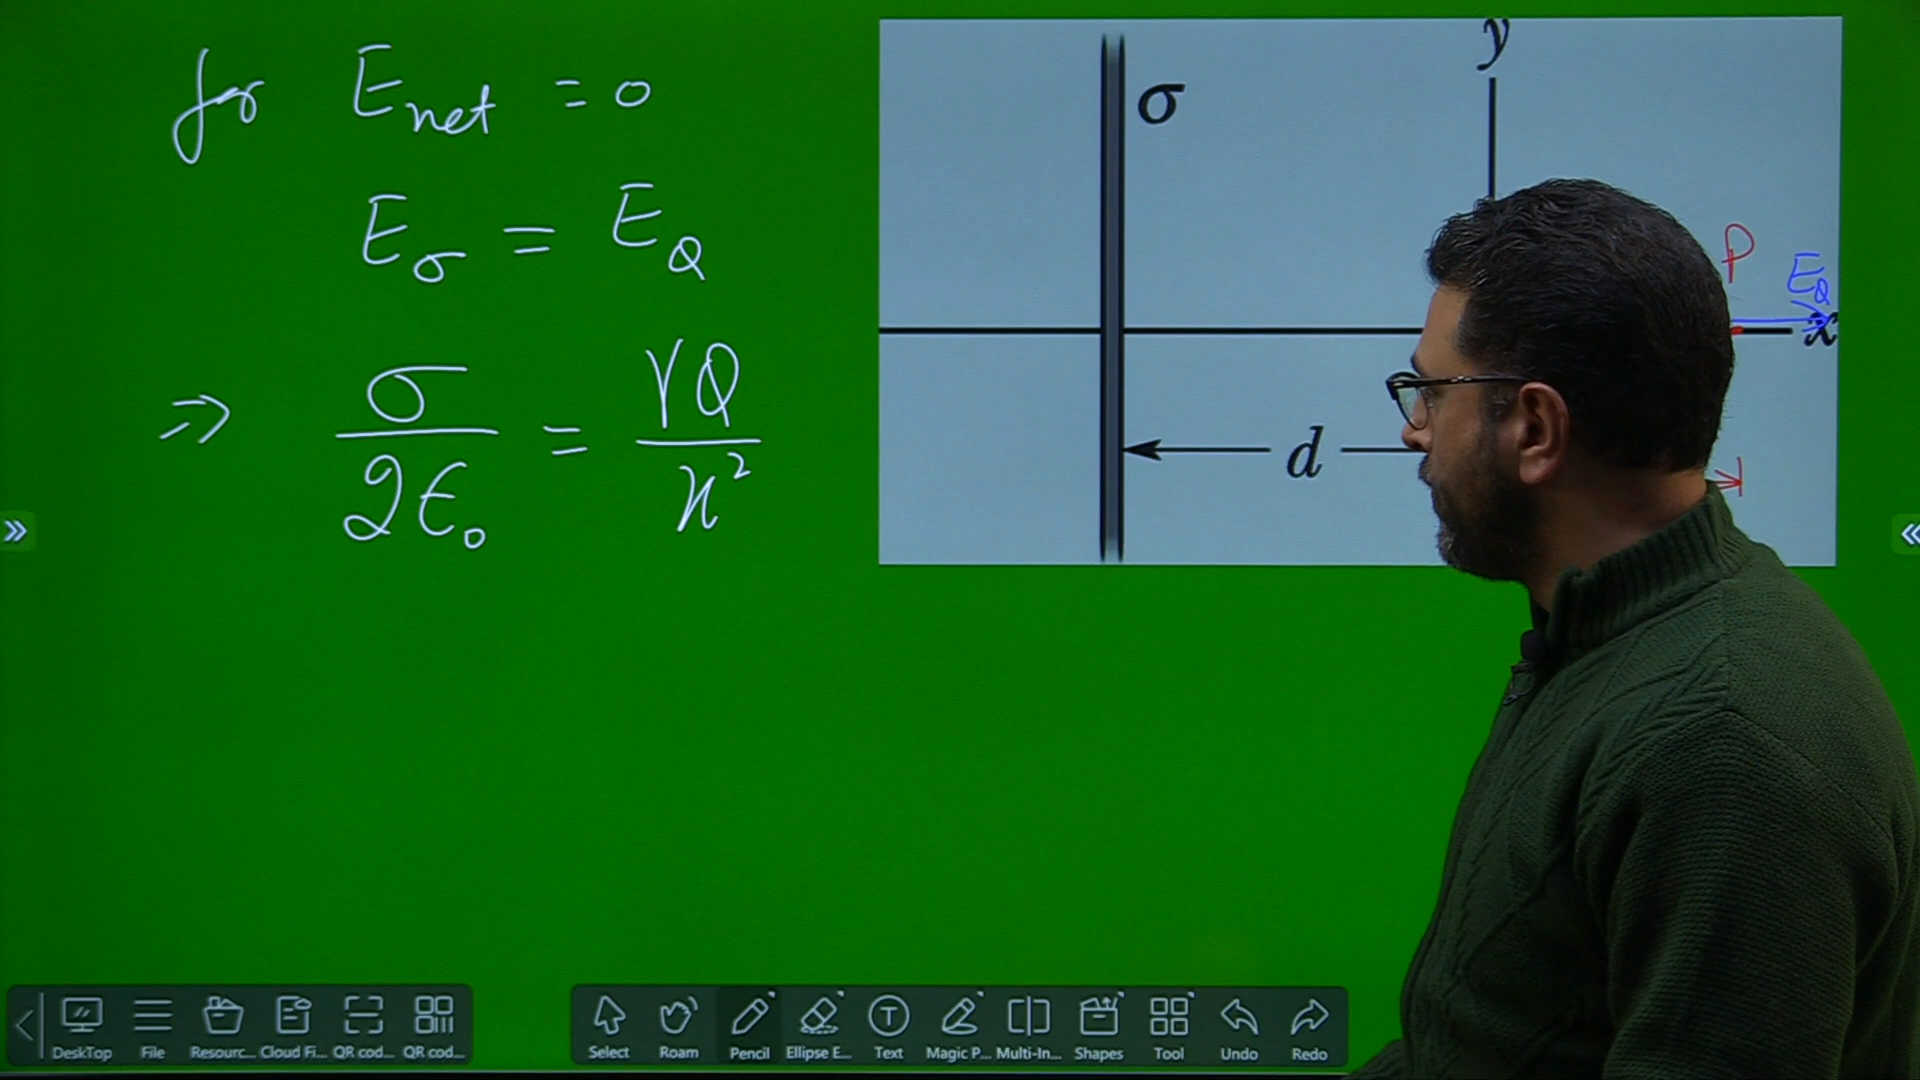 for E_net = 0
E_σ = E_Q
⇒ σ/2ε₀ = γQ/x²
y
σ
P
E_Q
x
d
DeskTop File Resourc... Cloud Fi... QR cod... QR cod...
Select Roam Pencil Ellipse E... Text Magic P... Multi-In... Shapes Tool Undo Redo